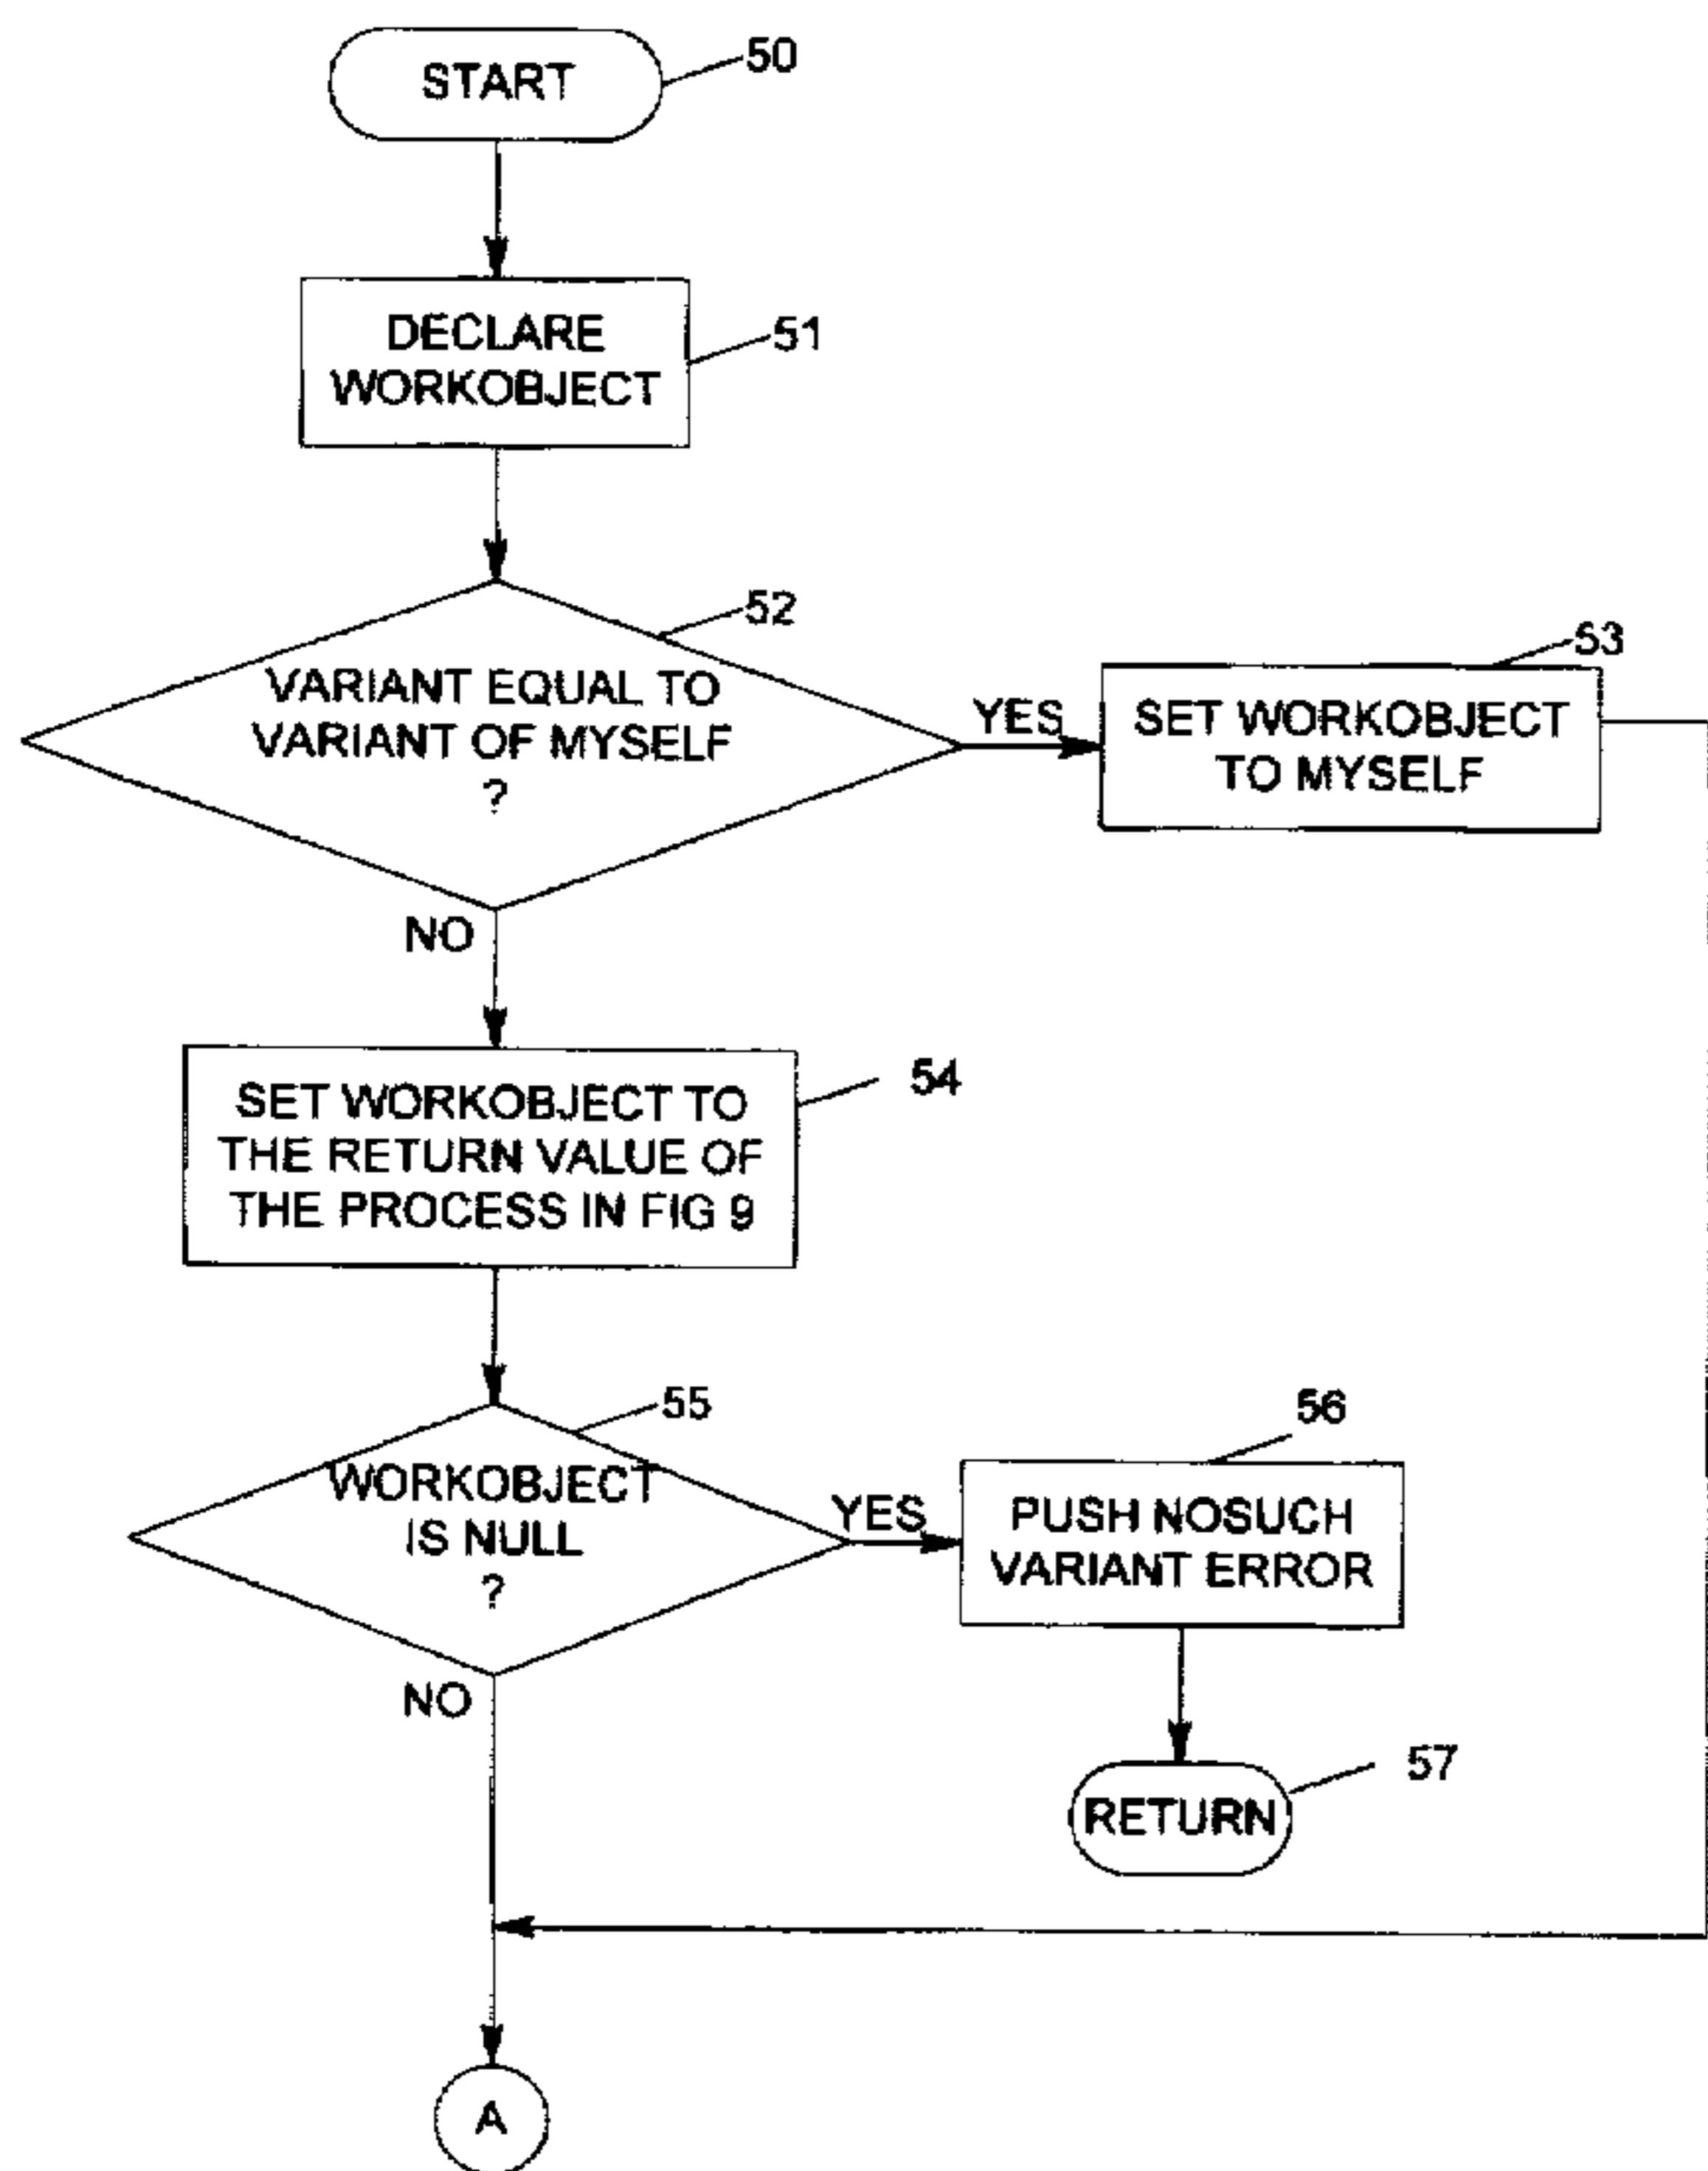 START
50
DECLARE
WORKOBJECT
51
52
VARIANT EQUAL TO
VARIANT OF MYSELF
?
YES
53
SET WORKOBJECT
TO MYSELF
NO
54
SET WORKOBJECT TO
THE RETURN VALUE OF
THE PROCESS IN FIG 9
55
WORKOBJECT
IS NULL
?
YES
56
PUSH NOSUCH
VARIANT ERROR
NO
57
RETURN
A